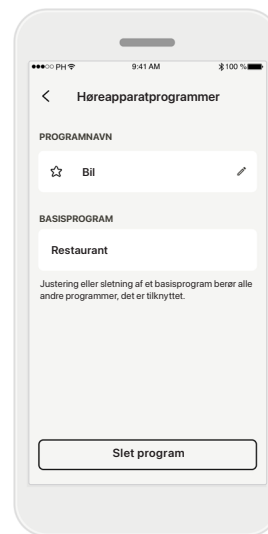 ●●●○○ PH 9:41 AM 100 %
Høreapparatprogrammer
PROGRAMNAVN
Bil
BASISPROGRAM
Restaurant
Justering eller sletning af et basisprogram berør alle
andre programmer, det er tilknyttet.
Slet program